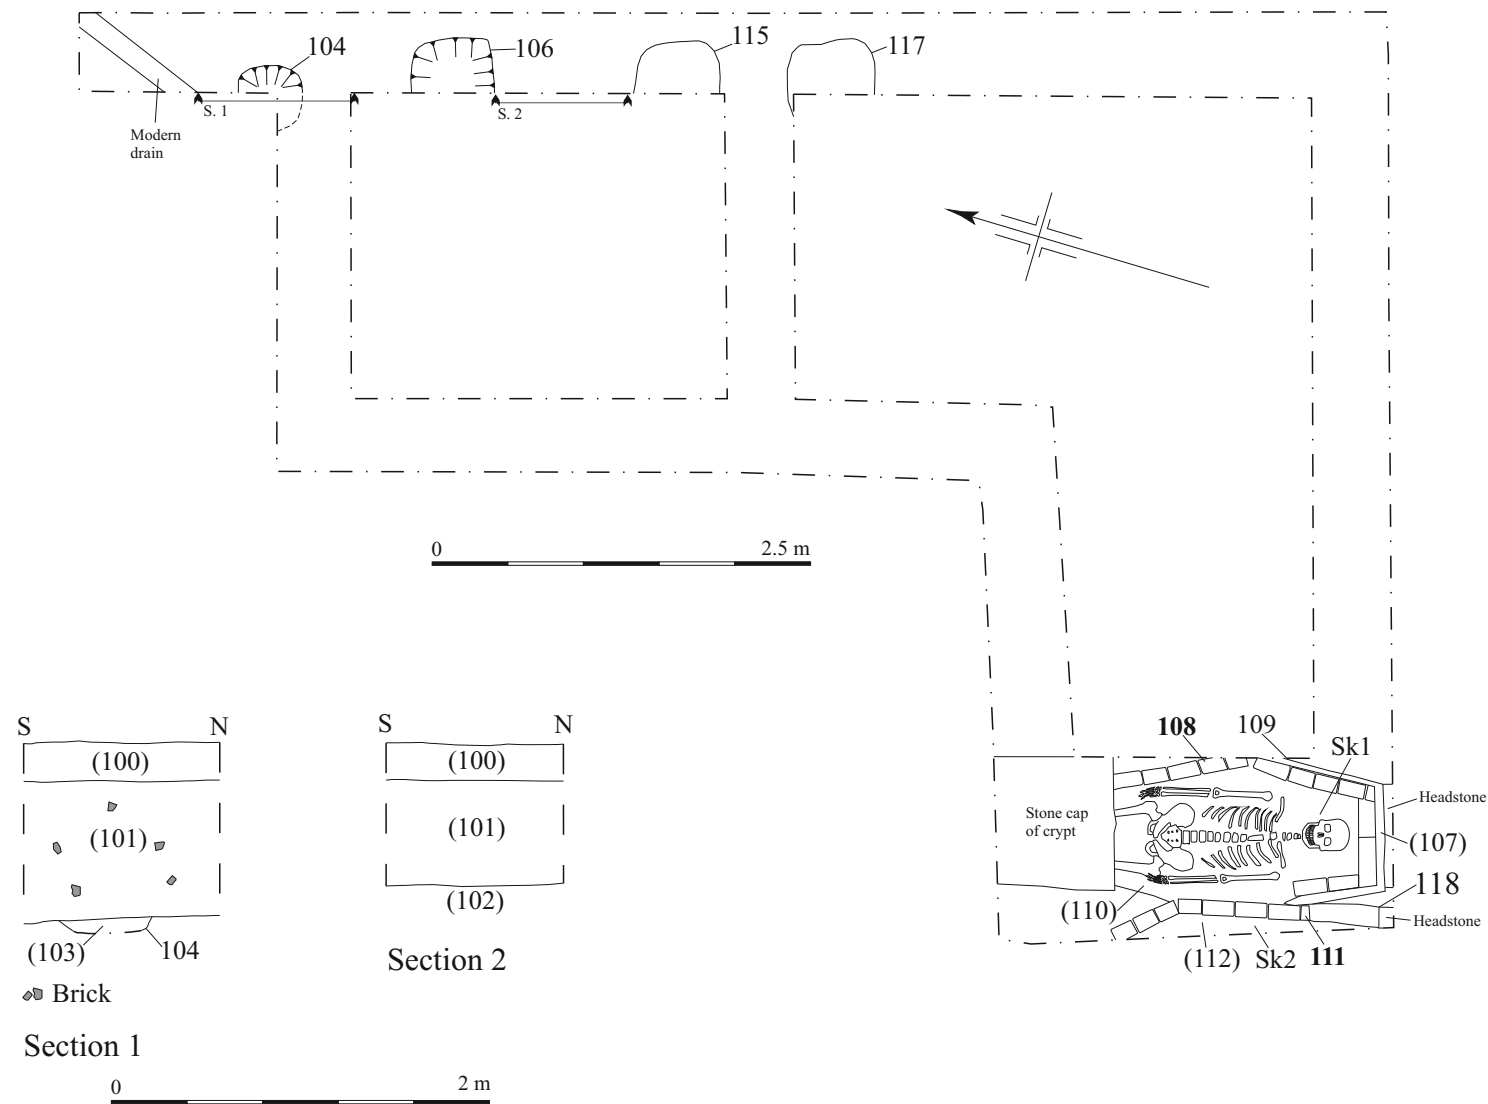 104
106
115
117
S. 1
S. 2
Modern
drain
0
2.5 m
S
N
(100)
(101)
(103)
104
Brick
Section 1
S
N
(100)
(101)
(102)
Section 2
0
2 m
108
109
Sk1
Stone cap
of crypt
Headstone
(107)
118
Headstone
(110)
(112)
Sk2
111